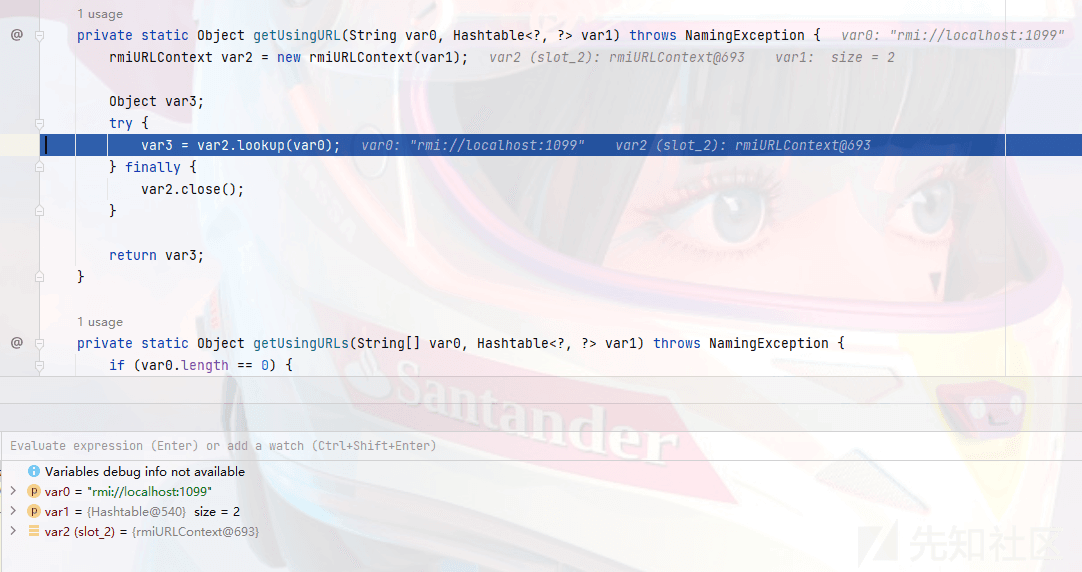 1 usage
@ private static Object getUsingURL(String var0, Hashtable<?, ?> var1) throws NamingException { var0: "rmi://localhost:1099"
rmiURLContext var2 = new rmiURLContext(var1); var2 (slot_2): rmiURLContext@693 var1: size = 2
Object var3;
try {
var3 = var2.lookup(var0); var0: "rmi://localhost:1099" var2 (slot_2): rmiURLContext@693
} finally {
var2.close();
}
return var3;
}
1 usage
@ private static Object getUsingURLs(String[] var0, Hashtable<?, ?> var1) throws NamingException {
if (var0.length == 0) {
Santander
Evaluate expression (Enter) or add a watch (Ctrl+Shift+Enter)
Variables debug info not available
var0 = "rmi://localhost:1099"
var1 = {Hashtable@540} size = 2
var2 (slot_2) = {rmiURLContext@693}
先知社区